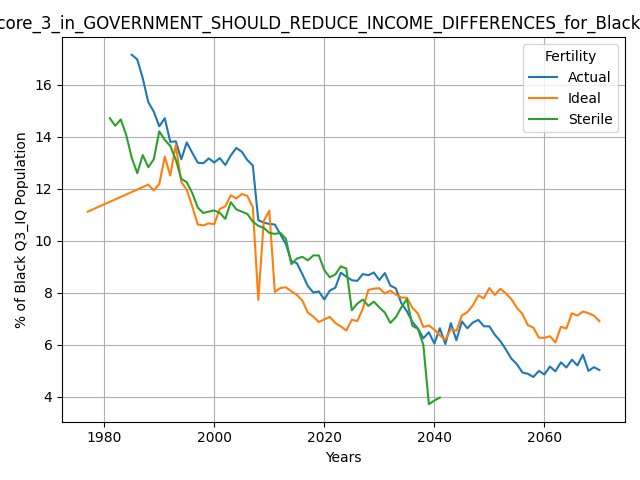 core_3_in_GOVERNMENT_SHOULD_REDUCE_INCOME_DIFFERENCES_for_Black
Fertility
Actual
Ideal
Sterile
% of Black Q3_IQ Population
16
14
12
10
8
6
4
1980 2000 2020 2040 2060
Years